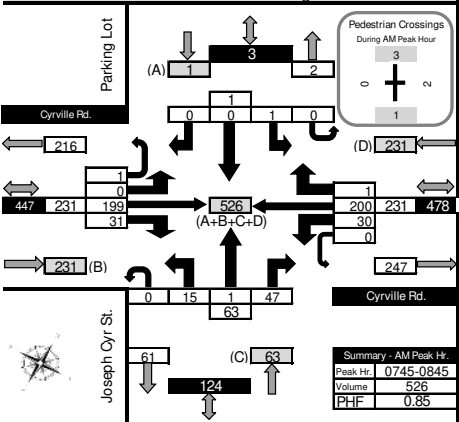 Pedestrian Crossings
During AM Peak Hour
3
0
2
1
Parking Lot
3
(A) 1
2
1
0 0 1 0
Cyrville Rd.
216
(D) 231
1
0
447 231 199
31
526
(A+B+C+D)
1
200 231 478
30
0
231 (B)
247
0 15 1 47
63
Cyrville Rd.
Joseph Cyr St.
61
(C) 63
124
Summary - AM Peak Hr.
Peak Hr. 0745-0845
Volume 526
PHF 0.85